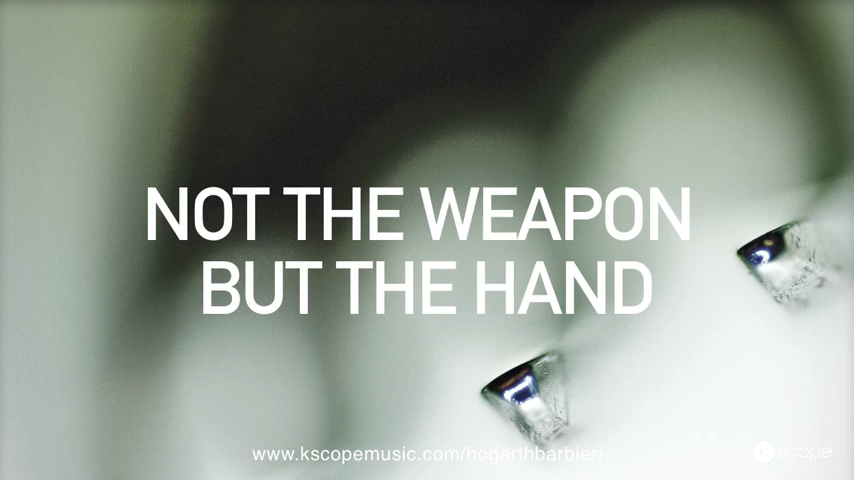 NOT THE WEAPON
BUT THE HAND
www.kscopemusic.com/hogarthbarbieri
kscope